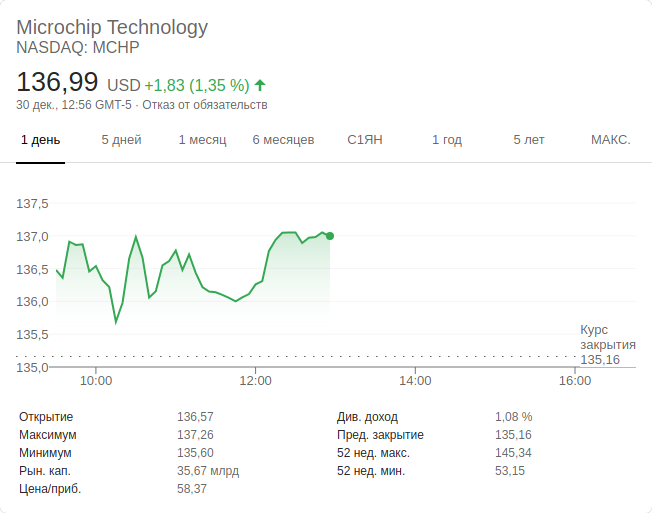 Microchip Technology
NASDAQ: MCHP
136,99 USD +1,83 (1,35 %)
30 дек., 12:56 GMT-5 · Отказ от обязательств
1 день 5 дней 1 месяц 6 месяцев С1ЯН 1 год 5 лет МАКС.
137,5
137,0
136,5
136,0
135,5
135,0
Курс
закрытия
135,16
10:00 12:00 14:00 16:00
Открытие 136,57 Див. доход 1,08 %
Максимум 137,26 Пред. закрытие 135,16
Минимум 135,60 52 нед. макс. 145,34
Рын. кап. 35,67 млрд 52 нед. мин. 53,15
Цена/приб. 58,37